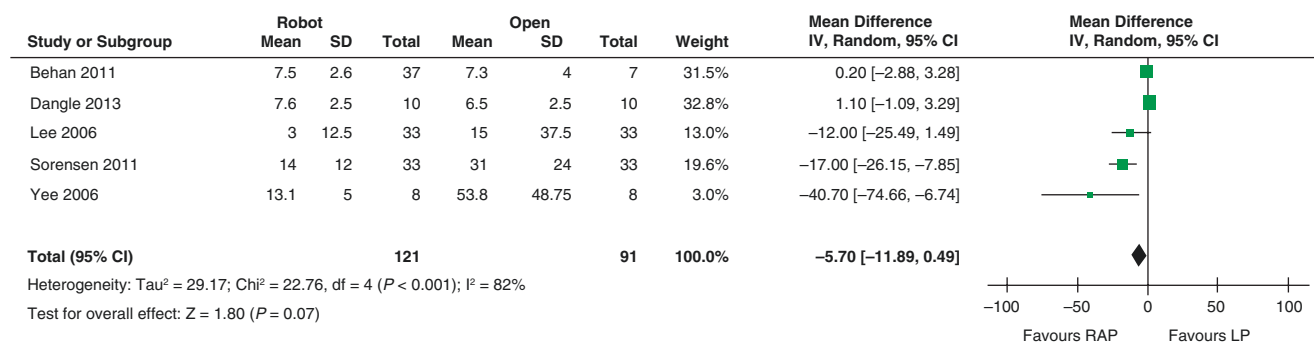 Robot Open Mean Difference Mean Difference
Study or Subgroup Mean SD Total Mean SD Total Weight IV, Random, 95% CI IV, Random, 95% CI
Behan 2011 7.5 2.6 37 7.3 4 7 31.5% 0.20 [–2.88, 3.28]
Dangle 2013 7.6 2.5 10 6.5 2.5 10 32.8% 1.10 [–1.09, 3.29]
Lee 2006 3 12.5 33 15 37.5 33 13.0% –12.00 [–25.49, 1.49]
Sorensen 2011 14 12 33 31 24 33 19.6% –17.00 [–26.15, –7.85]
Yee 2006 13.1 5 8 53.8 48.75 8 3.0% –40.70 [–74.66, –6.74]
Total (95% CI) 121 91 100.0% –5.70 [–11.89, 0.49]
Heterogeneity: Tau² = 29.17; Chi² = 22.76, df = 4 (P < 0.001); I² = 82%
Test for overall effect: Z = 1.80 (P = 0.07)
–100 –50 0 50 100
Favours RAP Favours LP